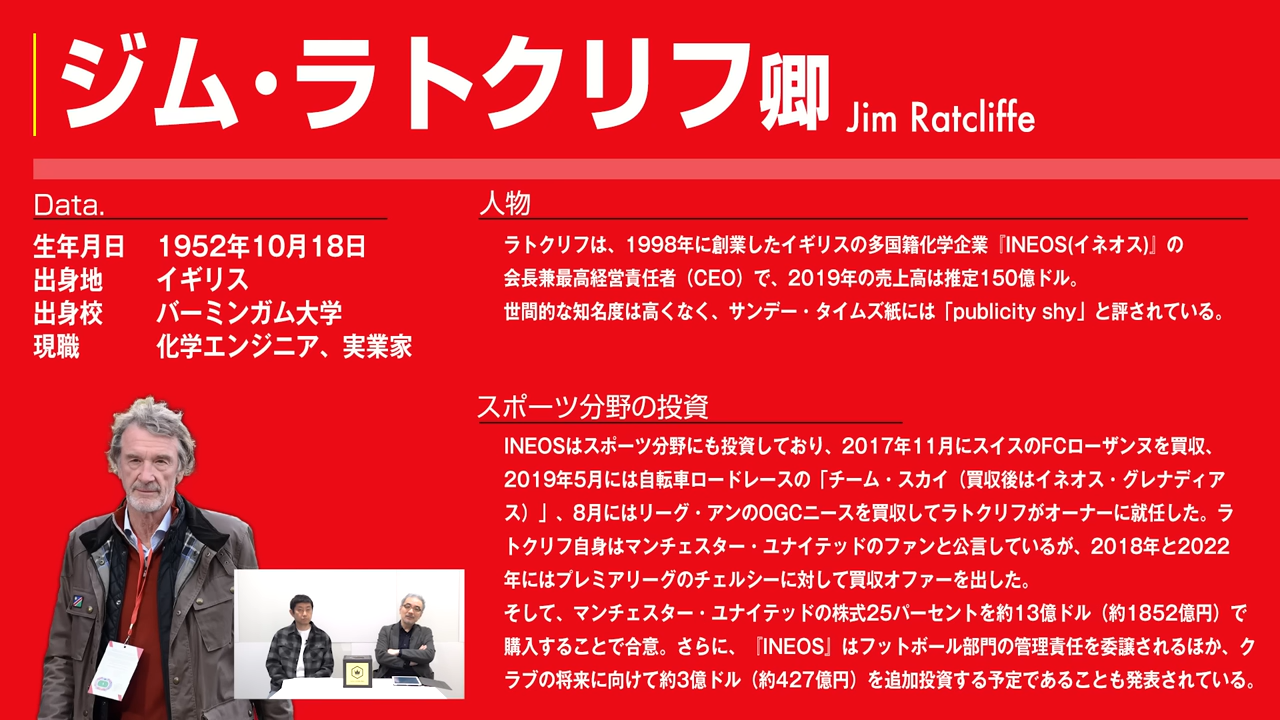 ジム・ラトクリフ卿 Jim Ratcliffe
Data.
生年月日 1952年10月18日
出身地 イギリス
出身校 バーミンガム大学
現職 化学エンジニア、実業家
人物
ラトクリフは、1998年に創業したイギリスの多国籍化学企業『INEOS(イネオス)』の
会長兼最高経営責任者（CEO）で、2019年の売上高は推定150億ドル。
世間的な知名度は高くなく、サンデー・タイムズ紙には「publicity shy」と評されている。
スポーツ分野の投資
INEOSはスポーツ分野にも投資しており、2017年11月にスイスのFCローザンヌを買収、
2019年5月には自転車ロードレースの「チーム・スカイ（買収後はイネオス・グレナディア
ス）」、8月にはリーグ・アンのOGCニースを買収してラトクリフがオーナーに就任した。ラ
トクリフ自身はマンチェスター・ユナイテッドのファンと公言しているが、2018年と2022
年にはプレミアリーグのチェルシーに対して買収オファーを出した。
そして、マンチェスター・ユナイテッドの株式25パーセントを約13億ドル（約1852億円）で
購入することで合意。さらに、『INEOS』はフットボール部門の管理責任を委譲されるほか、ク
ラブの将来に向けて約3億ドル（約427億円）を追加投資する予定であることも発表されている。